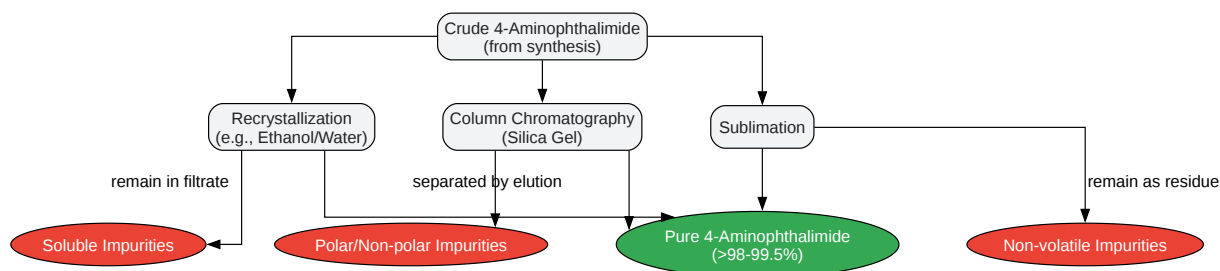 Crude 4-Aminophthalimide
(from synthesis)
Recrystallization
(e.g., Ethanol/Water)
Column Chromatography
(Silica Gel)
Sublimation
remain in filtrate
separated by elution
remain as residue
Soluble Impurities
Polar/Non-polar Impurities
Pure 4-Aminophthalimide
(>98-99.5%)
Non-volatile Impurities